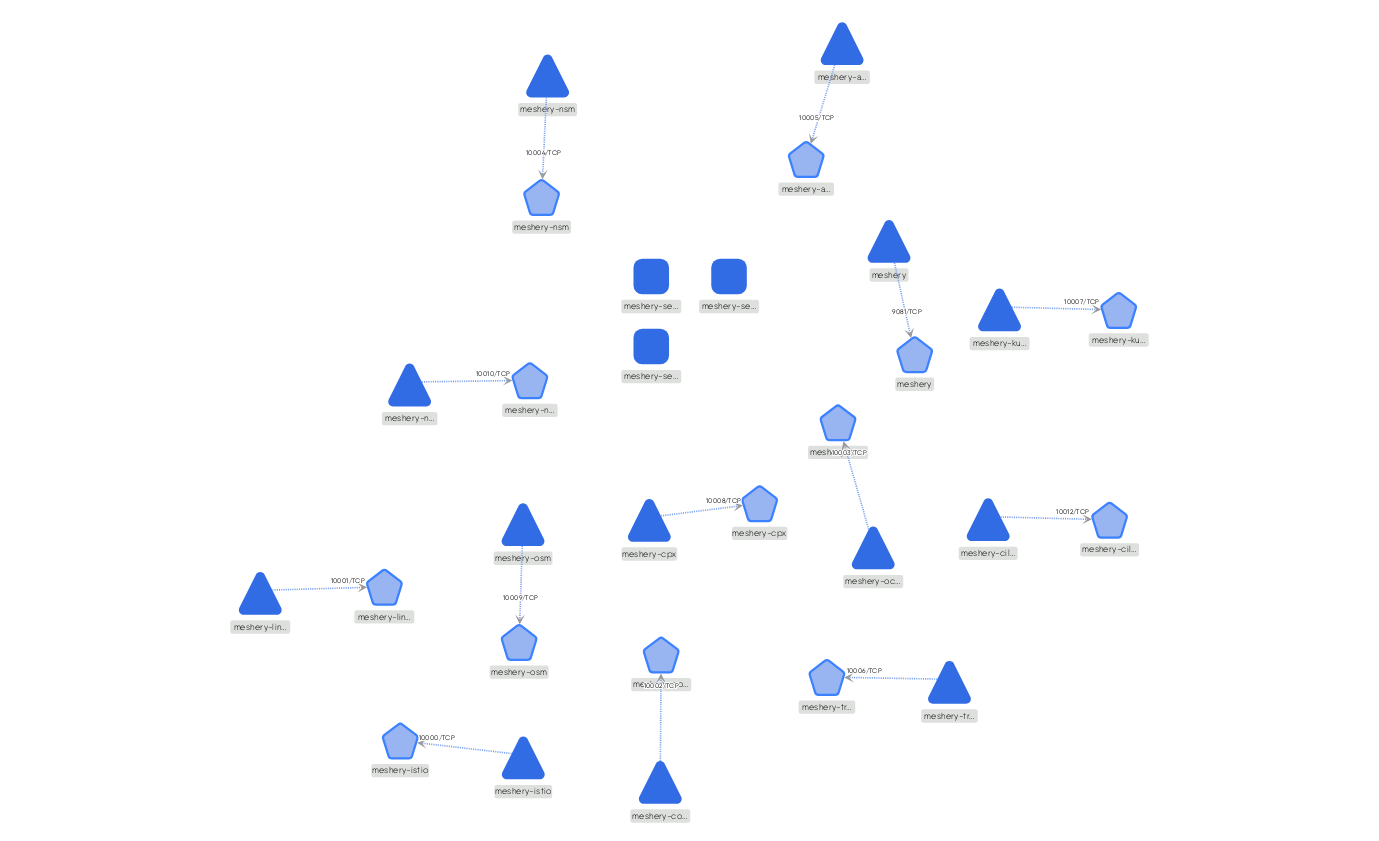 meshery-a...
meshery-nsm
10005/TCP
10004/TCP
meshery-a...
meshery-nsm
meshery
meshery-se...
meshery-se...
10007/TCP
9081/TCP
meshery-ku...
meshery-ku...
10010/TCP
meshery-se...
meshery
meshery-n...
meshery-n...
10003/TCP
10008/TCP
meshery-cpx
10012/TCP
meshery-cpx
meshery-cil...
meshery-cil...
meshery-osm
10001/TCP
meshery-oc...
10009/TCP
meshery-lin...
meshery-lin...
meshery-osm
10006/TCP
10002/TCP
meshery-tr...
meshery-tr...
10000/TCP
meshery-istio
meshery-istio
meshery-co...